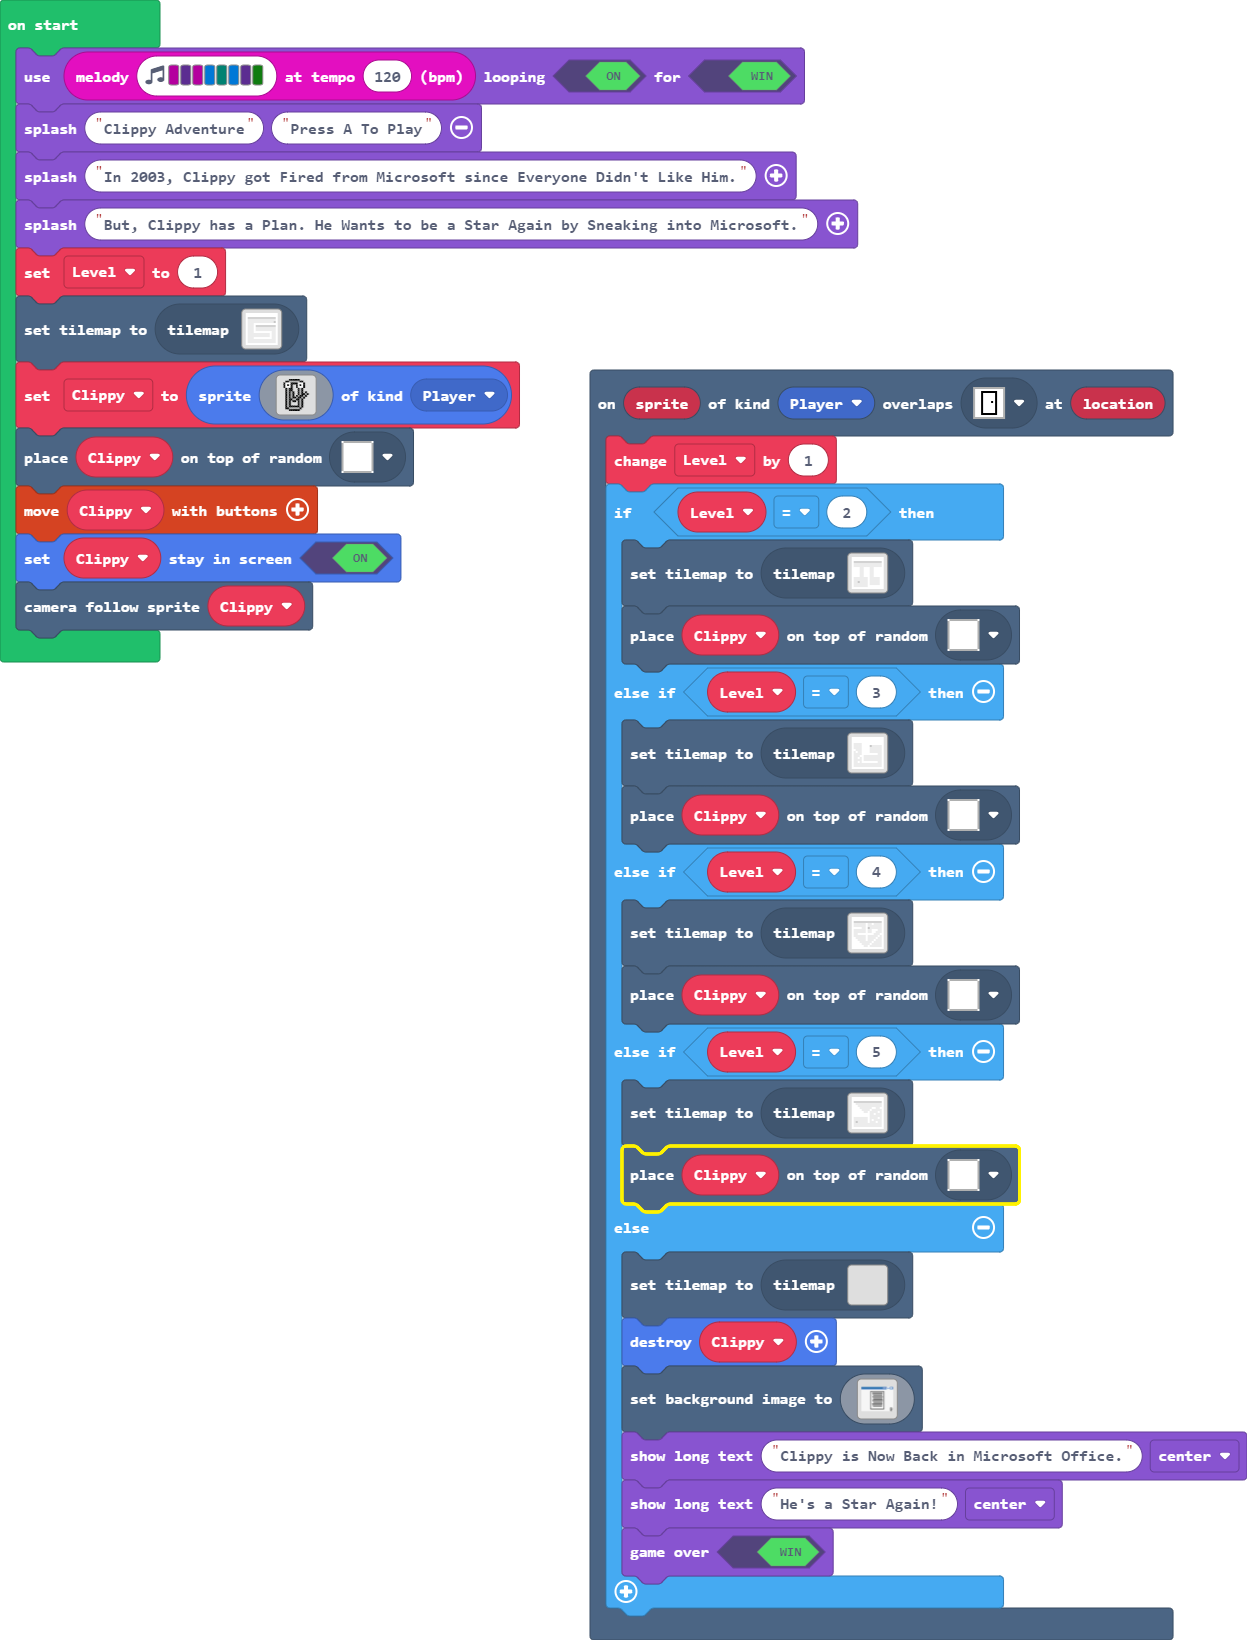 on start
use melody at tempo 120 (bpm) looping ON for WIN
splash "Clippy Adventure" "Press A To Play"
splash "In 2003, Clippy got Fired from Microsoft since Everyone Didn't Like Him."
splash "But, Clippy has a Plan. He Wants to be a Star Again by Sneaking into Microsoft."
set Level to 1
set tilemap to tilemap
set Clippy to sprite of kind Player
place Clippy on top of random
move Clippy with buttons
set Clippy stay in screen ON
camera follow sprite Clippy
on sprite of kind Player overlaps at location
change Level by 1
if Level = 2 then
set tilemap to tilemap
place Clippy on top of random
else if Level = 3 then
set tilemap to tilemap
place Clippy on top of random
else if Level = 4 then
set tilemap to tilemap
place Clippy on top of random
else if Level = 5 then
set tilemap to tilemap
place Clippy on top of random
else
set tilemap to tilemap
destroy Clippy
set background image to
show long text "Clippy is Now Back in Microsoft Office." center
show long text "He's a Star Again!" center
game over WIN